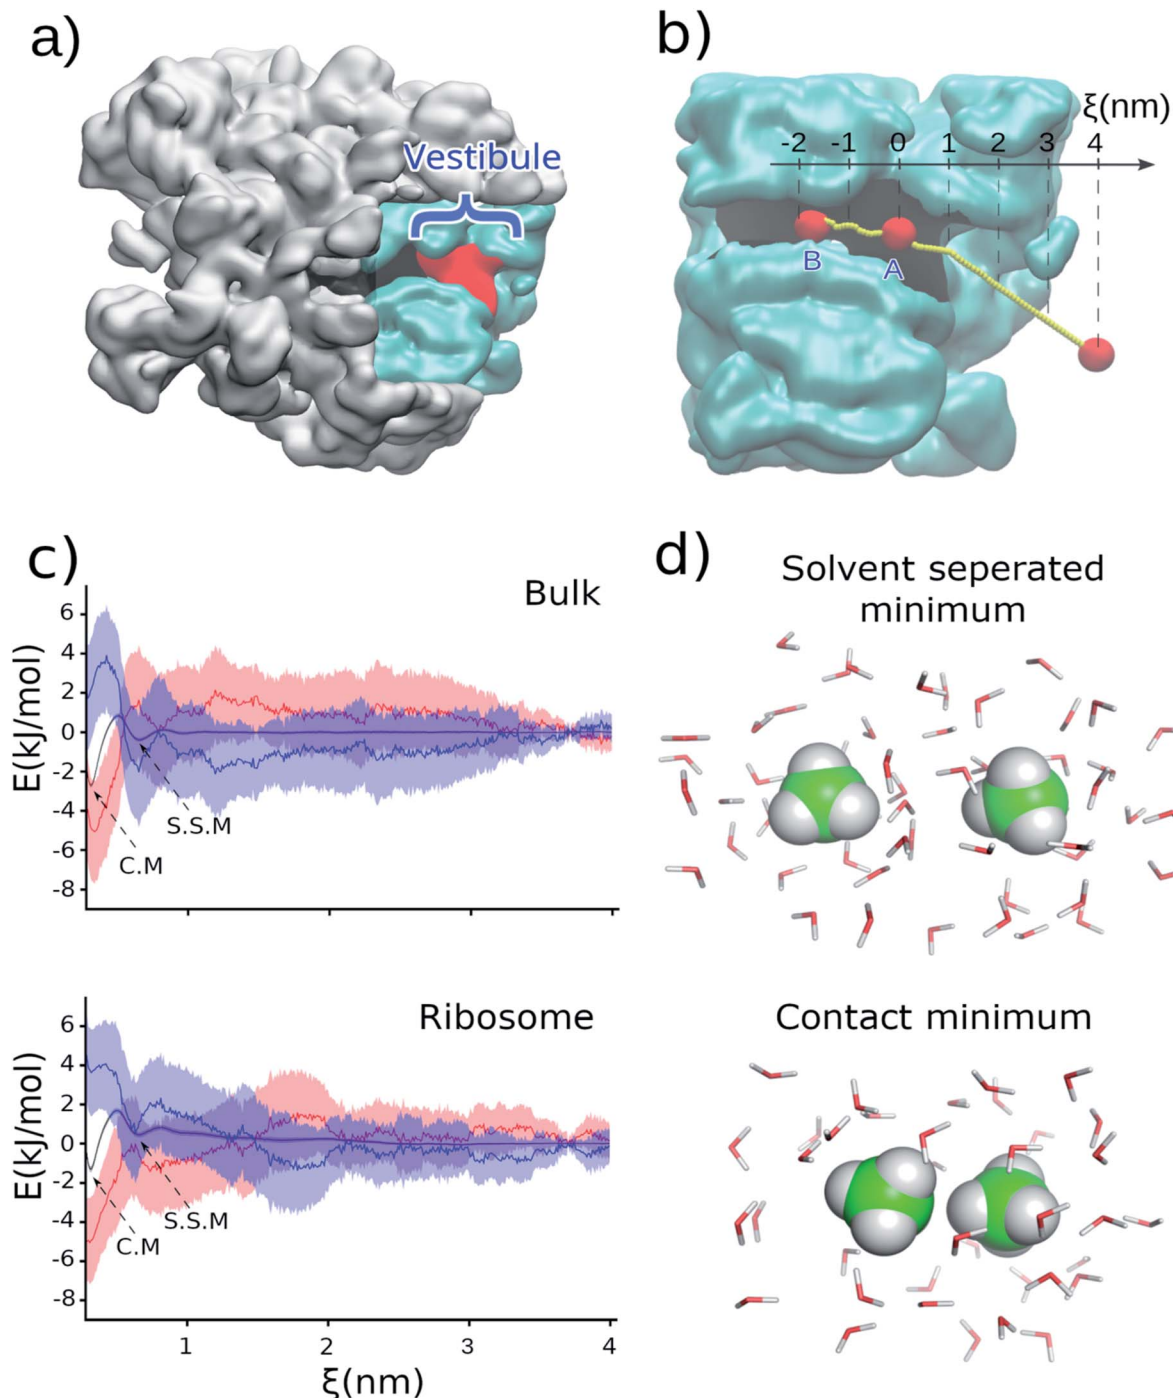 a)
Vestibule
b)
ξ(nm)
-2 -1 0 1 2 3 4
B A
c)
Bulk
E(kJ/mol)
6
4
2
0
-2
-4
-6
-8
S.S.M
C.M
d)
Solvent seperated
minimum
Ribosome
E(kJ/mol)
6
4
2
0
-2
-4
-6
-8
S.S.M
C.M
1 2 3 4
ξ(nm)
Contact minimum